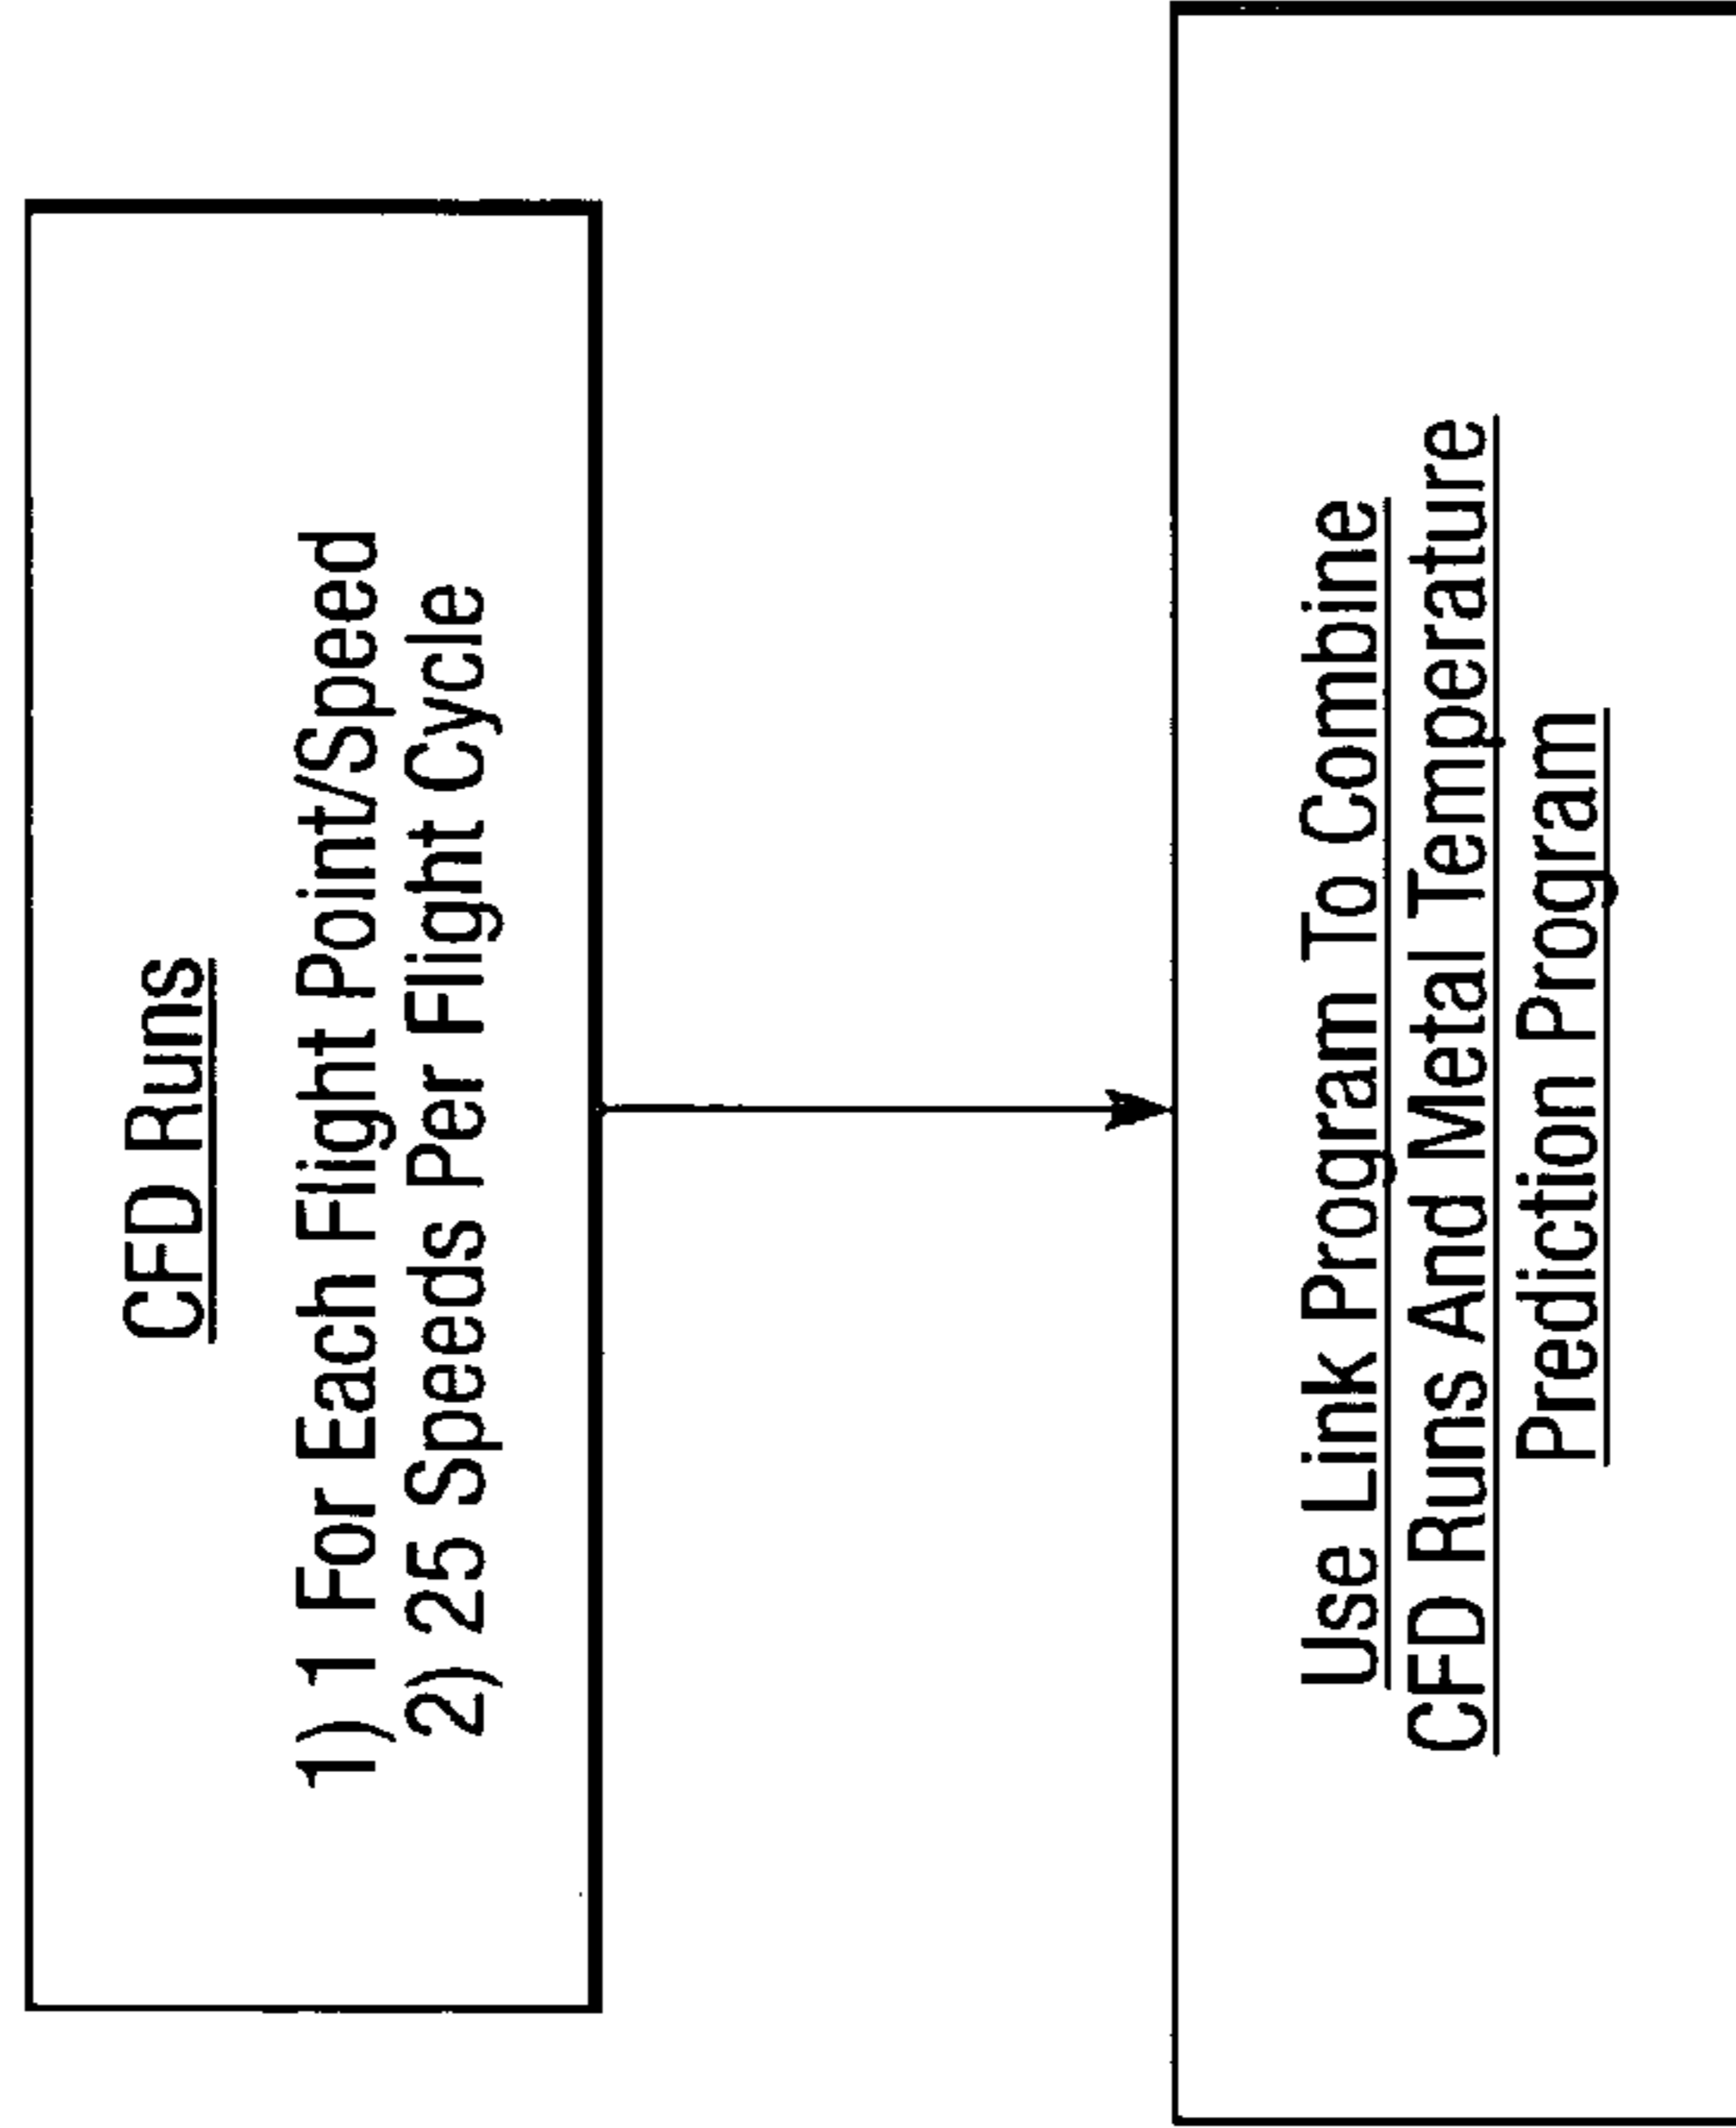 CFD Runs
1) 1 For Each Flight Point/Speed
2) 25 Speeds Per Flight Cycle
Use Link Program To Combine
CFD Runs And Metal Temperature
Prediction Program